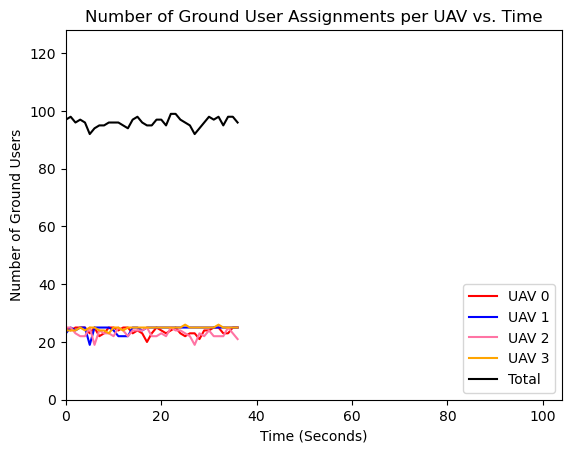 Number of Ground User Assignments per UAV vs. Time
120
100
80
60
40
20
0
Number of Ground Users
UAV 0
UAV 1
UAV 2
UAV 3
Total
0 20 40 60 80 100
Time (Seconds)